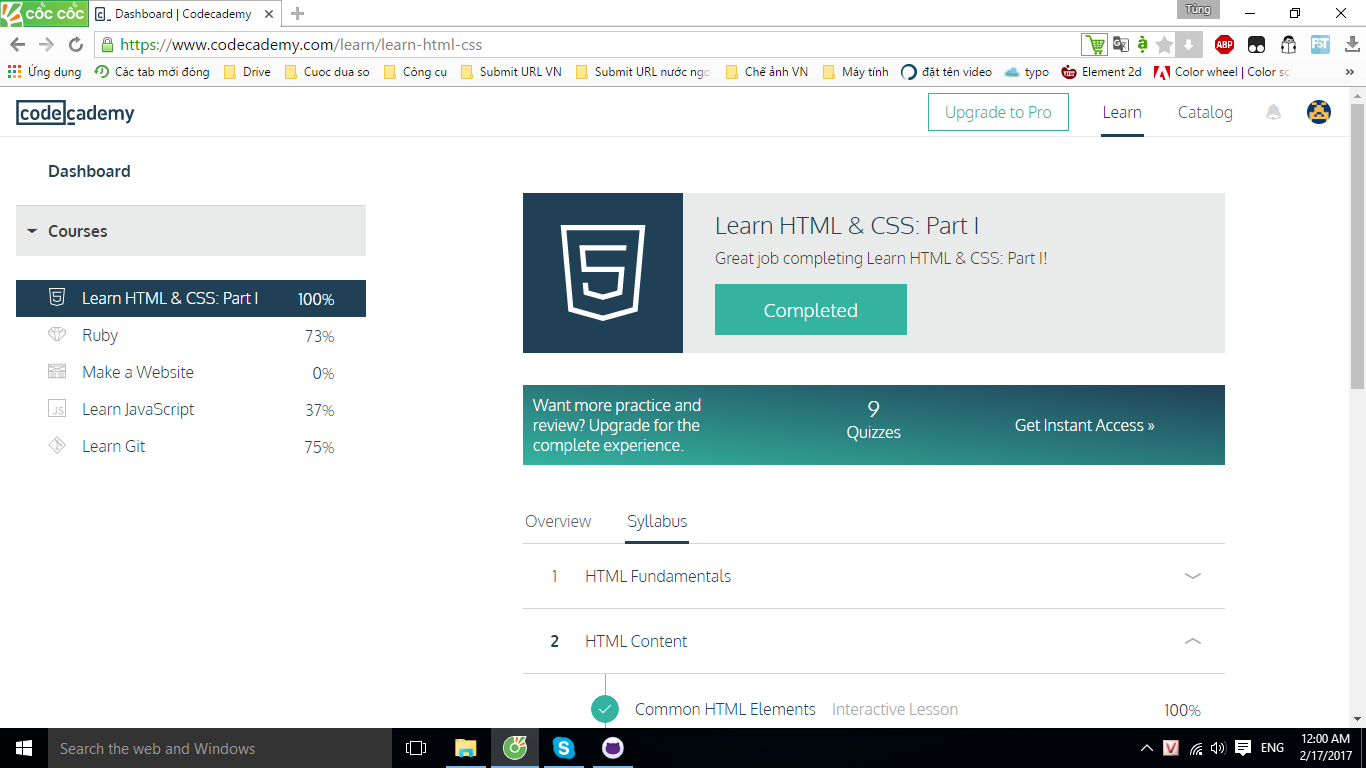 CỐC CỐC
c_ Dashboard | Codecademy
Tùng
https://www.codecademy.com/learn/learn-html-css
ABP
Ứng dụng
Các tab mới đóng
Drive
Cuoc dua so
Công cụ
Submit URL VN
Submit URL nước ngo
Chế ảnh VN
Máy tính
đặt tên video
typo
Element 2d
Color wheel | Color sc
»
codecademy
Upgrade to Pro
Learn
Catalog
Dashboard
Courses
Learn HTML & CSS: Part I 100%
Ruby 73%
Make a Website 0%
JS Learn JavaScript 37%
Learn Git 75%
5
Learn HTML & CSS: Part I
Great job completing Learn HTML & CSS: Part I!
Completed
Want more practice and
review? Upgrade for the
complete experience.
9
Quizzes
Get Instant Access »
Overview
Syllabus
1 HTML Fundamentals
2 HTML Content
Common HTML Elements Interactive Lesson 100%
Search the web and Windows
ENG
12:00 AM
2/17/2017